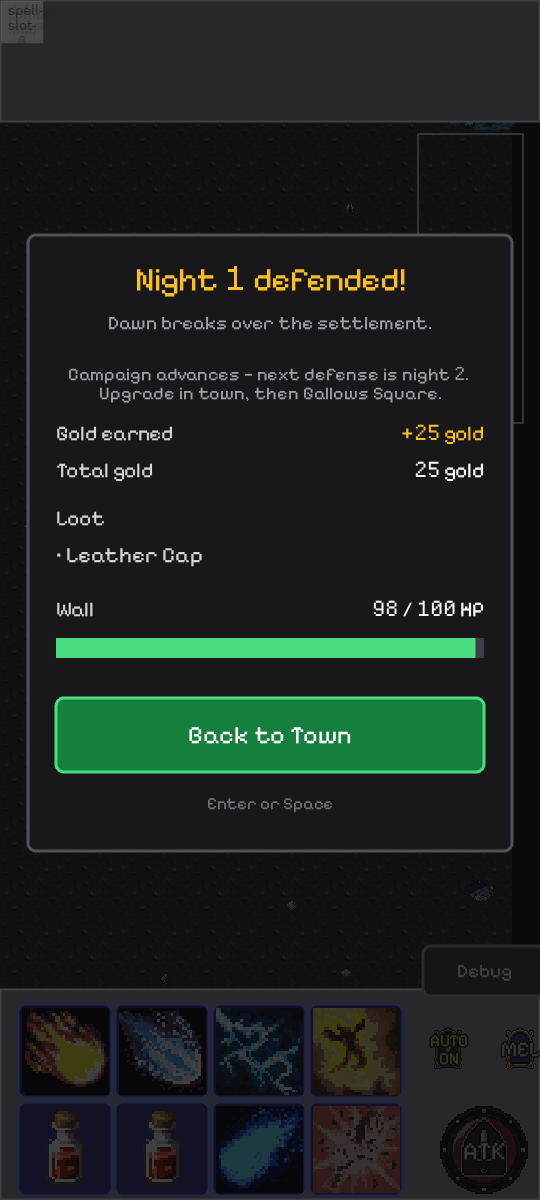 spell-
slot-
a
Night 1 defended!
Dawn breaks over the settlement.
Campaign advances - next defense is night 2.
Upgrade in town, then Gallows Square.
Gold earned +25 gold
Total gold 25 gold
Loot
· Leather Cap
Wall 98 / 100 HP
Back to Town
Enter or Space
Debug
AUTO
ON
MEL
ATK